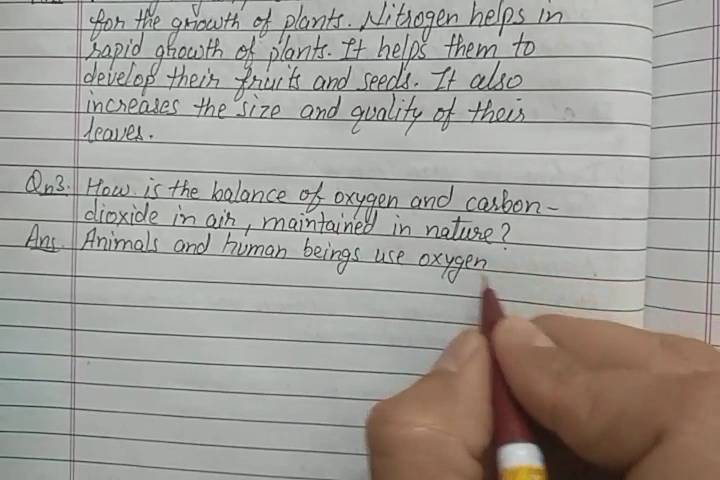 for the growth of plants. Nitrogen helps in
rapid growth of plants. It helps them to
develop their fruits and seeds. It also
increases the size and quality of their
leaves.
Qn3. How is the balance of oxygen and carbon-
dioxide in air, maintained in nature?
Ans. Animals and human beings use oxygen